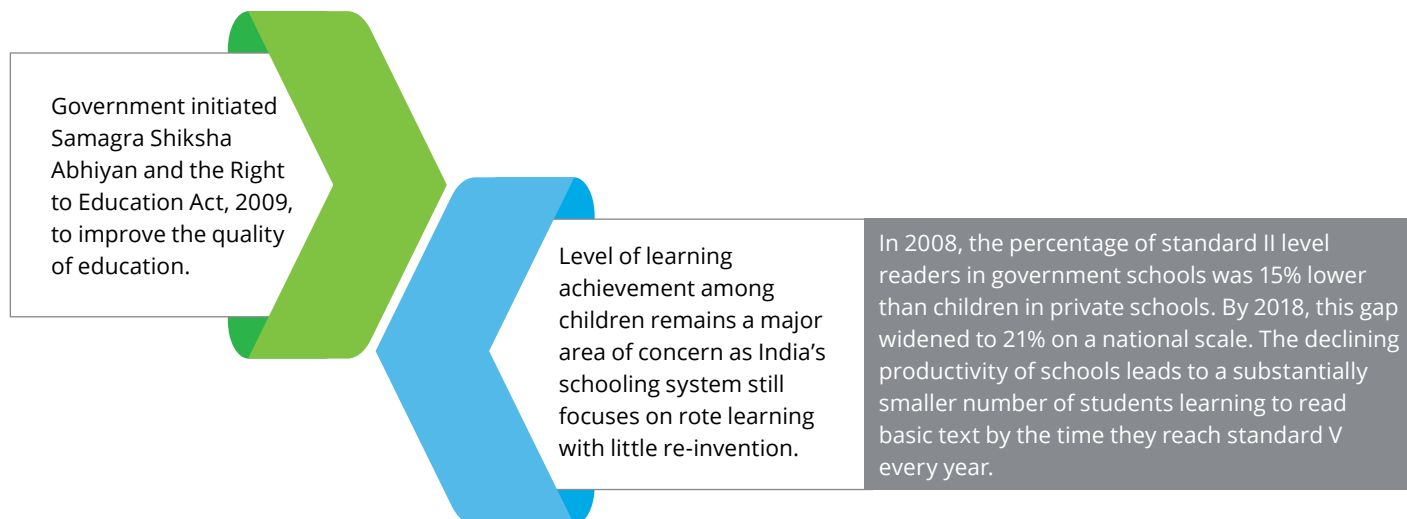 Government initiated
Samagra Shiksha
Abhiyan and the Right
to Education Act, 2009,
to improve the quality
of education.
Level of learning
achievement among
children remains a major
area of concern as India’s
schooling system still
focuses on rote learning
with little re-invention.
In 2008, the percentage of standard II level
readers in government schools was 15% lower
than children in private schools. By 2018, this gap
widened to 21% on a national scale. The declining
productivity of schools leads to a substantially
smaller number of students learning to read
basic text by the time they reach standard V
every year.